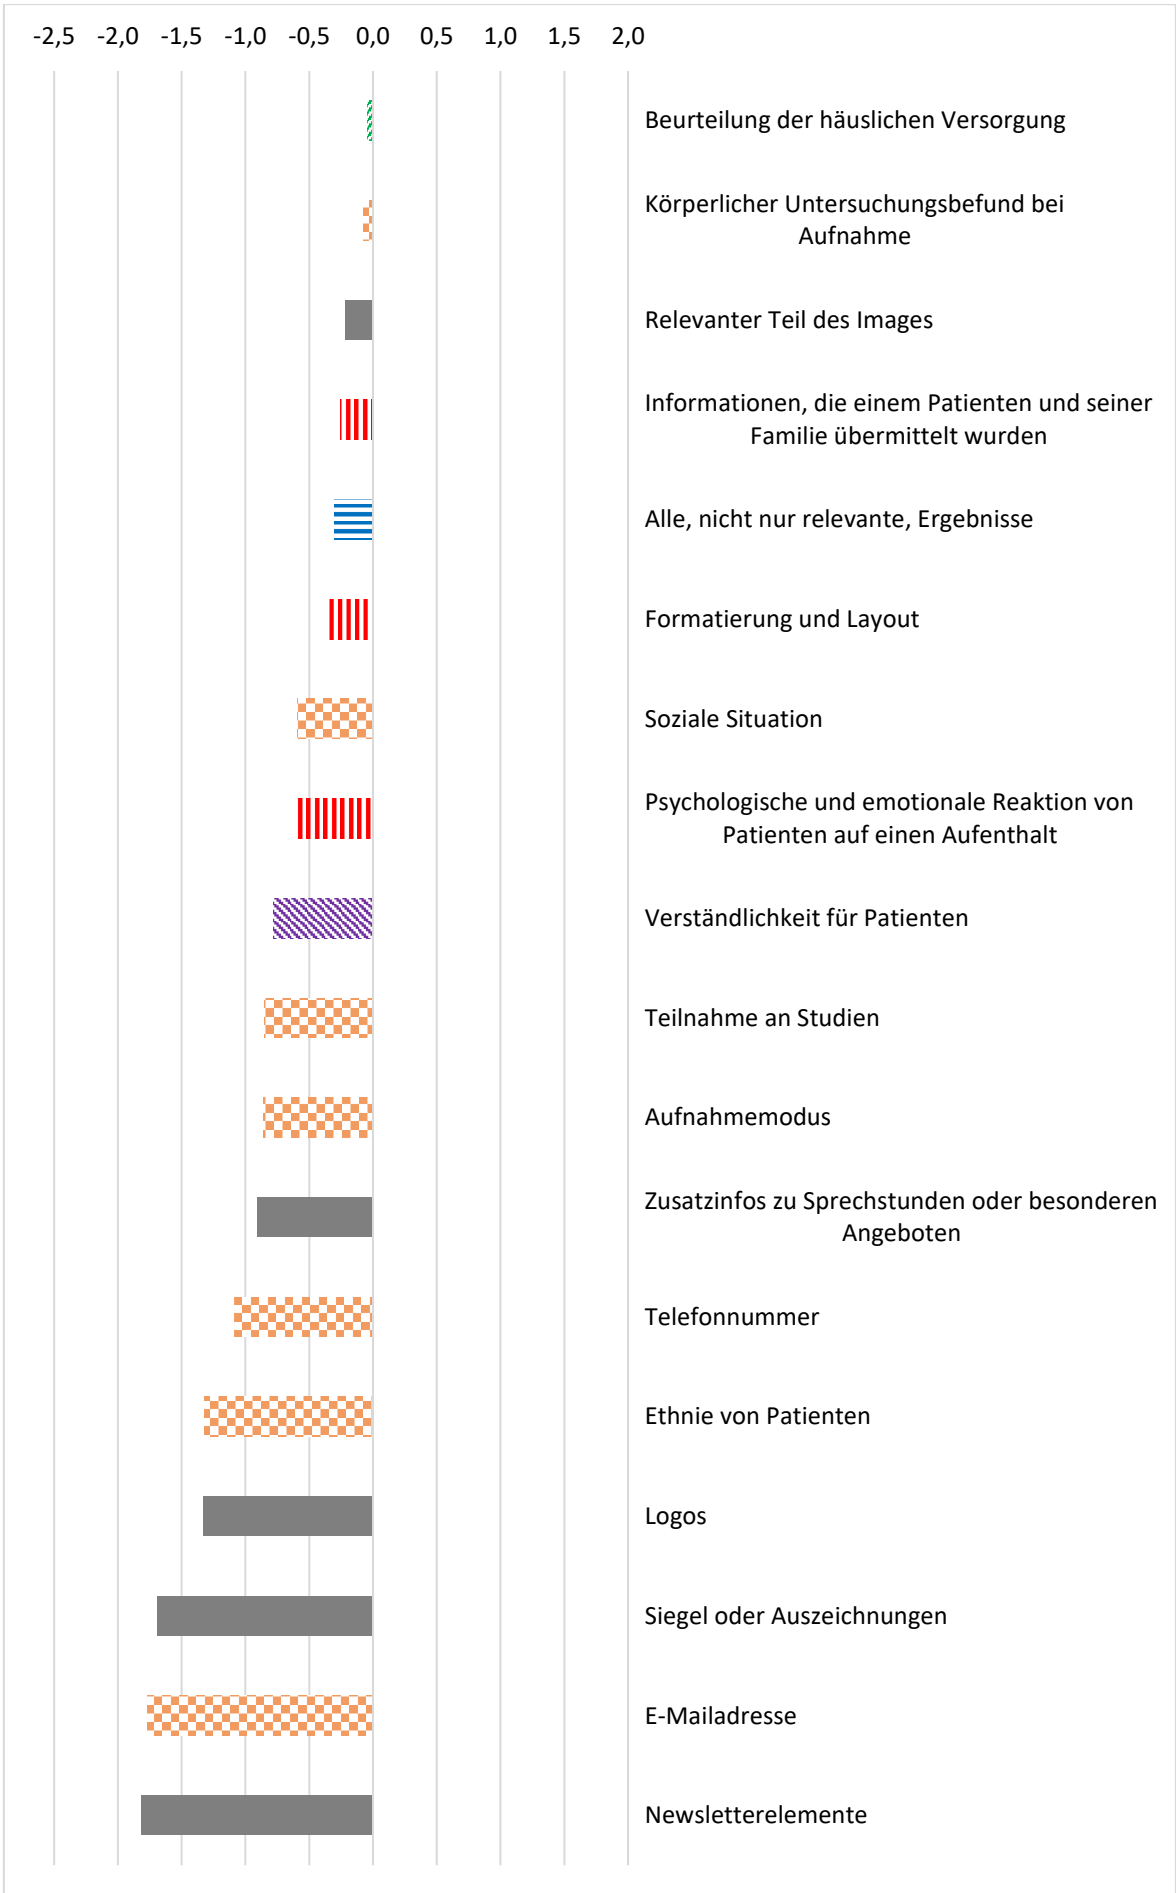 -2,5 -2,0 -1,5 -1,0 -0,5 0,0 0,5 1,0 1,5 2,0
Beurteilung der häuslichen Versorgung
Körperlicher Untersuchungsbefund bei
Aufnahme
Relevanter Teil des Images
Informationen, die einem Patienten und seiner
Familie übermittelt wurden
Alle, nicht nur relevante, Ergebnisse
Formatierung und Layout
Soziale Situation
Psychologische und emotionale Reaktion von
Patienten auf einen Aufenthalt
Verständlichkeit für Patienten
Teilnahme an Studien
Aufnahmemodus
Zusatzinfos zu Sprechstunden oder besonderen
Angeboten
Telefonnummer
Ethnie von Patienten
Logos
Siegel oder Auszeichnungen
E-Mailadresse
Newsletterelemente